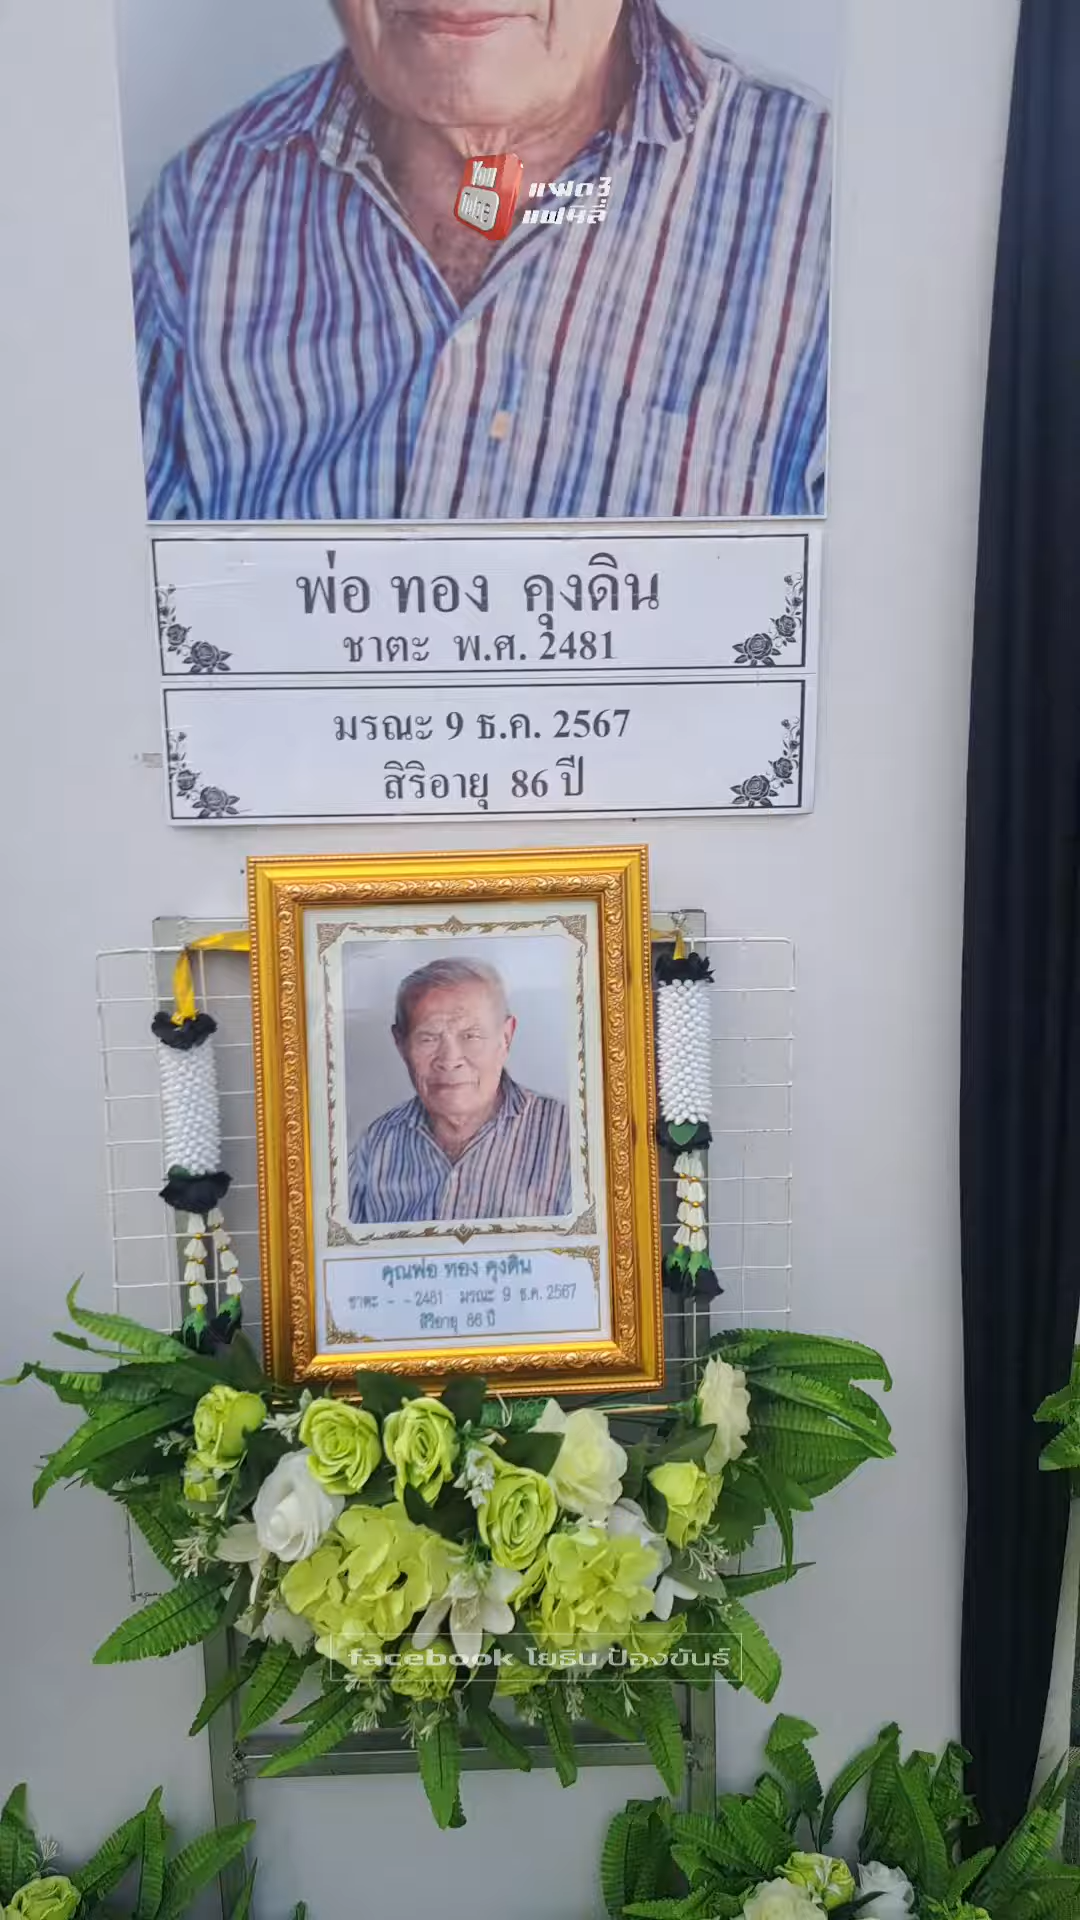 You
Tube
แฟดรี
แฟมิลี่
พ่อ ทอง คุงดิน
ชาตะ พ.ศ. 2481
มรณะ 9 ธ.ค. 2567
สิริอายุ 86 ปี
คุณพ่อ ทอง คุงดิน
ชาตะ - - 2481 มรณะ 9 ธ.ค. 2567
สิริอายุ 86 ปี
facebook โยธิน ป้องขันธ์